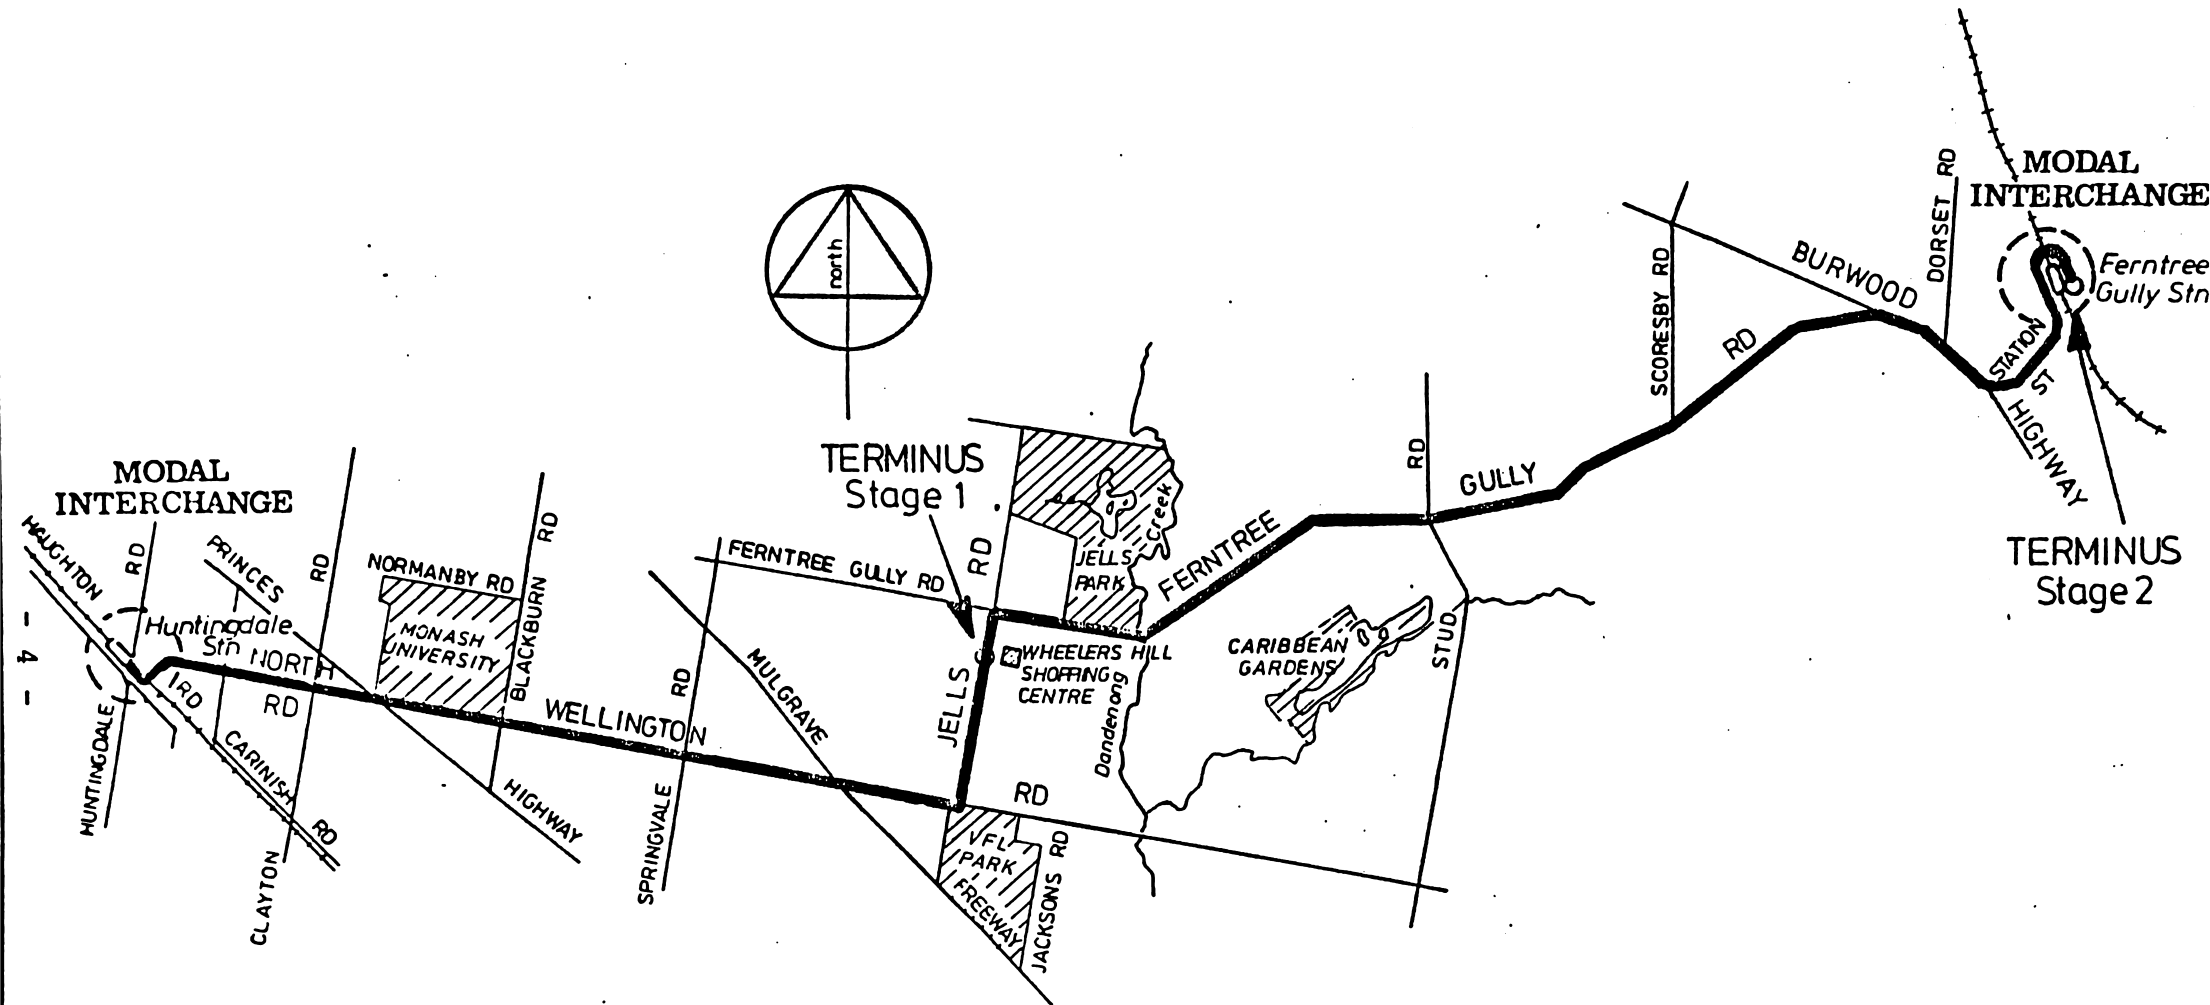 MODAL
INTERCHANGE
HAUGHTON
RD
HUNTINGDALE
RD
Huntingdale
Stn
PRINCES
HIGHWAY
NORTH
RD
CARINISH
RD
CLAYTON
RD
NORMANBY RD
MONASH
UNIVERSITY
BLACKBURN
RD
WELLINGTON
RD
SPRINGVALE
RD
MULGRAVE
FREEWAY
FERNTREE GULLY RD
north
TERMINUS
Stage 1
JELLS
RD
WHEELERS HILL
SHOPPING
CENTRE
JELLS
PARK
Dandenong
Creek
VFL
PARK
JACKSONS RD
FERNTREE
GULLY
RD
CARIBBEAN
GARDENS
STUD
RD
SCORESBY RD
BURWOOD
HIGHWAY
DORSET RD
STATION
ST
MODAL
INTERCHANGE
Ferntree
Gully Stn
TERMINUS
Stage 2
- 4 -